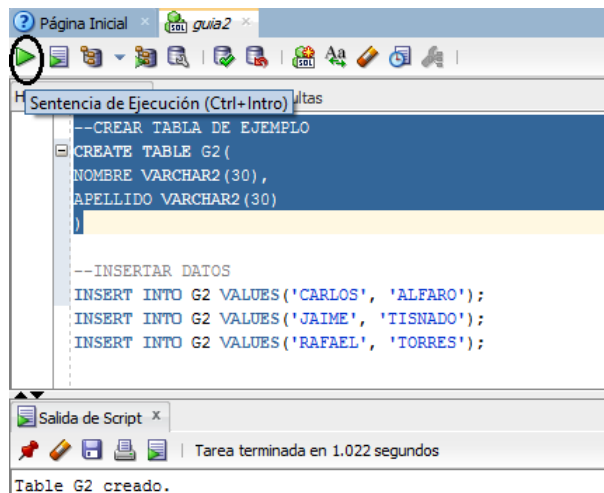 Página Inicial guia2
SQL
SQL
H
Sentencia de Ejecución (Ctrl+Intro) ultas
--CREAR TABLA DE EJEMPLO
CREATE TABLE G2(
NOMBRE VARCHAR2(30),
APELLIDO VARCHAR2(30)
)
--INSERTAR DATOS
INSERT INTO G2 VALUES('CARLOS', 'ALFARO');
INSERT INTO G2 VALUES('JAIME', 'TISNADO');
INSERT INTO G2 VALUES('RAFAEL', 'TORRES');
Salida de Script
Tarea terminada en 1.022 segundos
Table G2 creado.